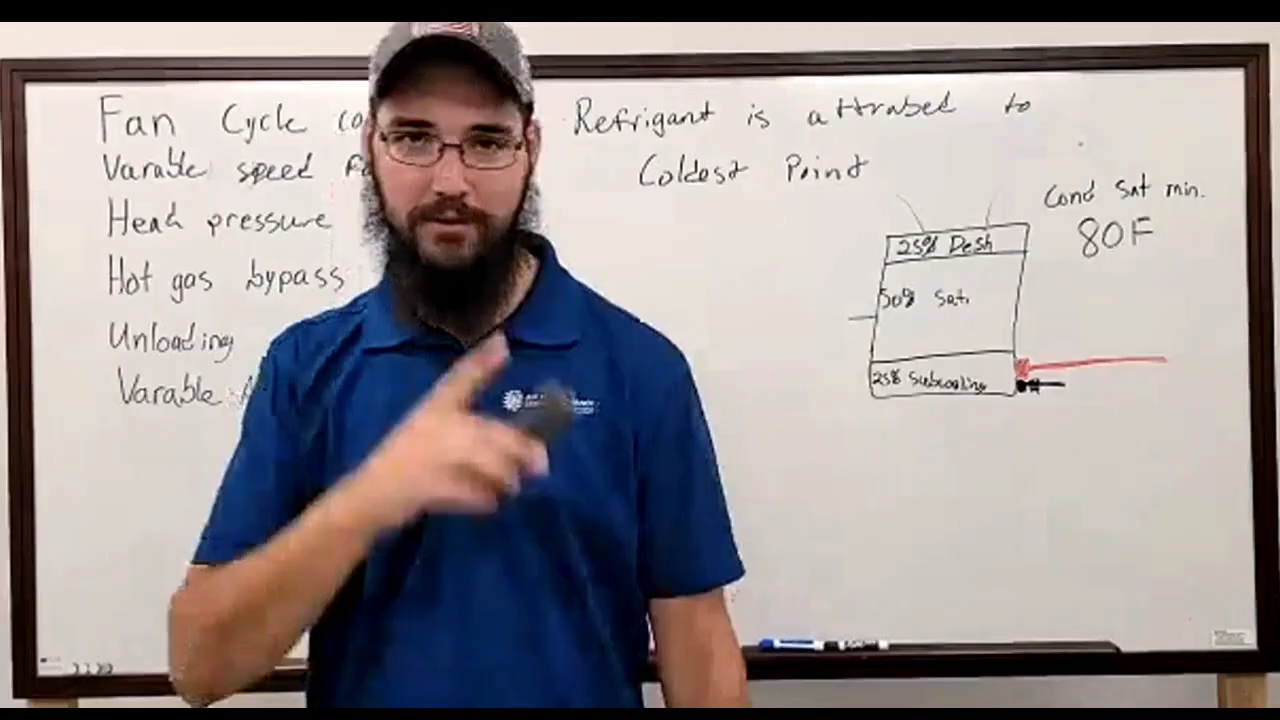 Fan Cycle
Varable speed
Head pressure
Hot gas bypass
Unloading
Varable
Refrigant is attrabed to
Coldest Point
Cond Sat min.
80F
25% Desh
50% Sat.
25% Subcooling